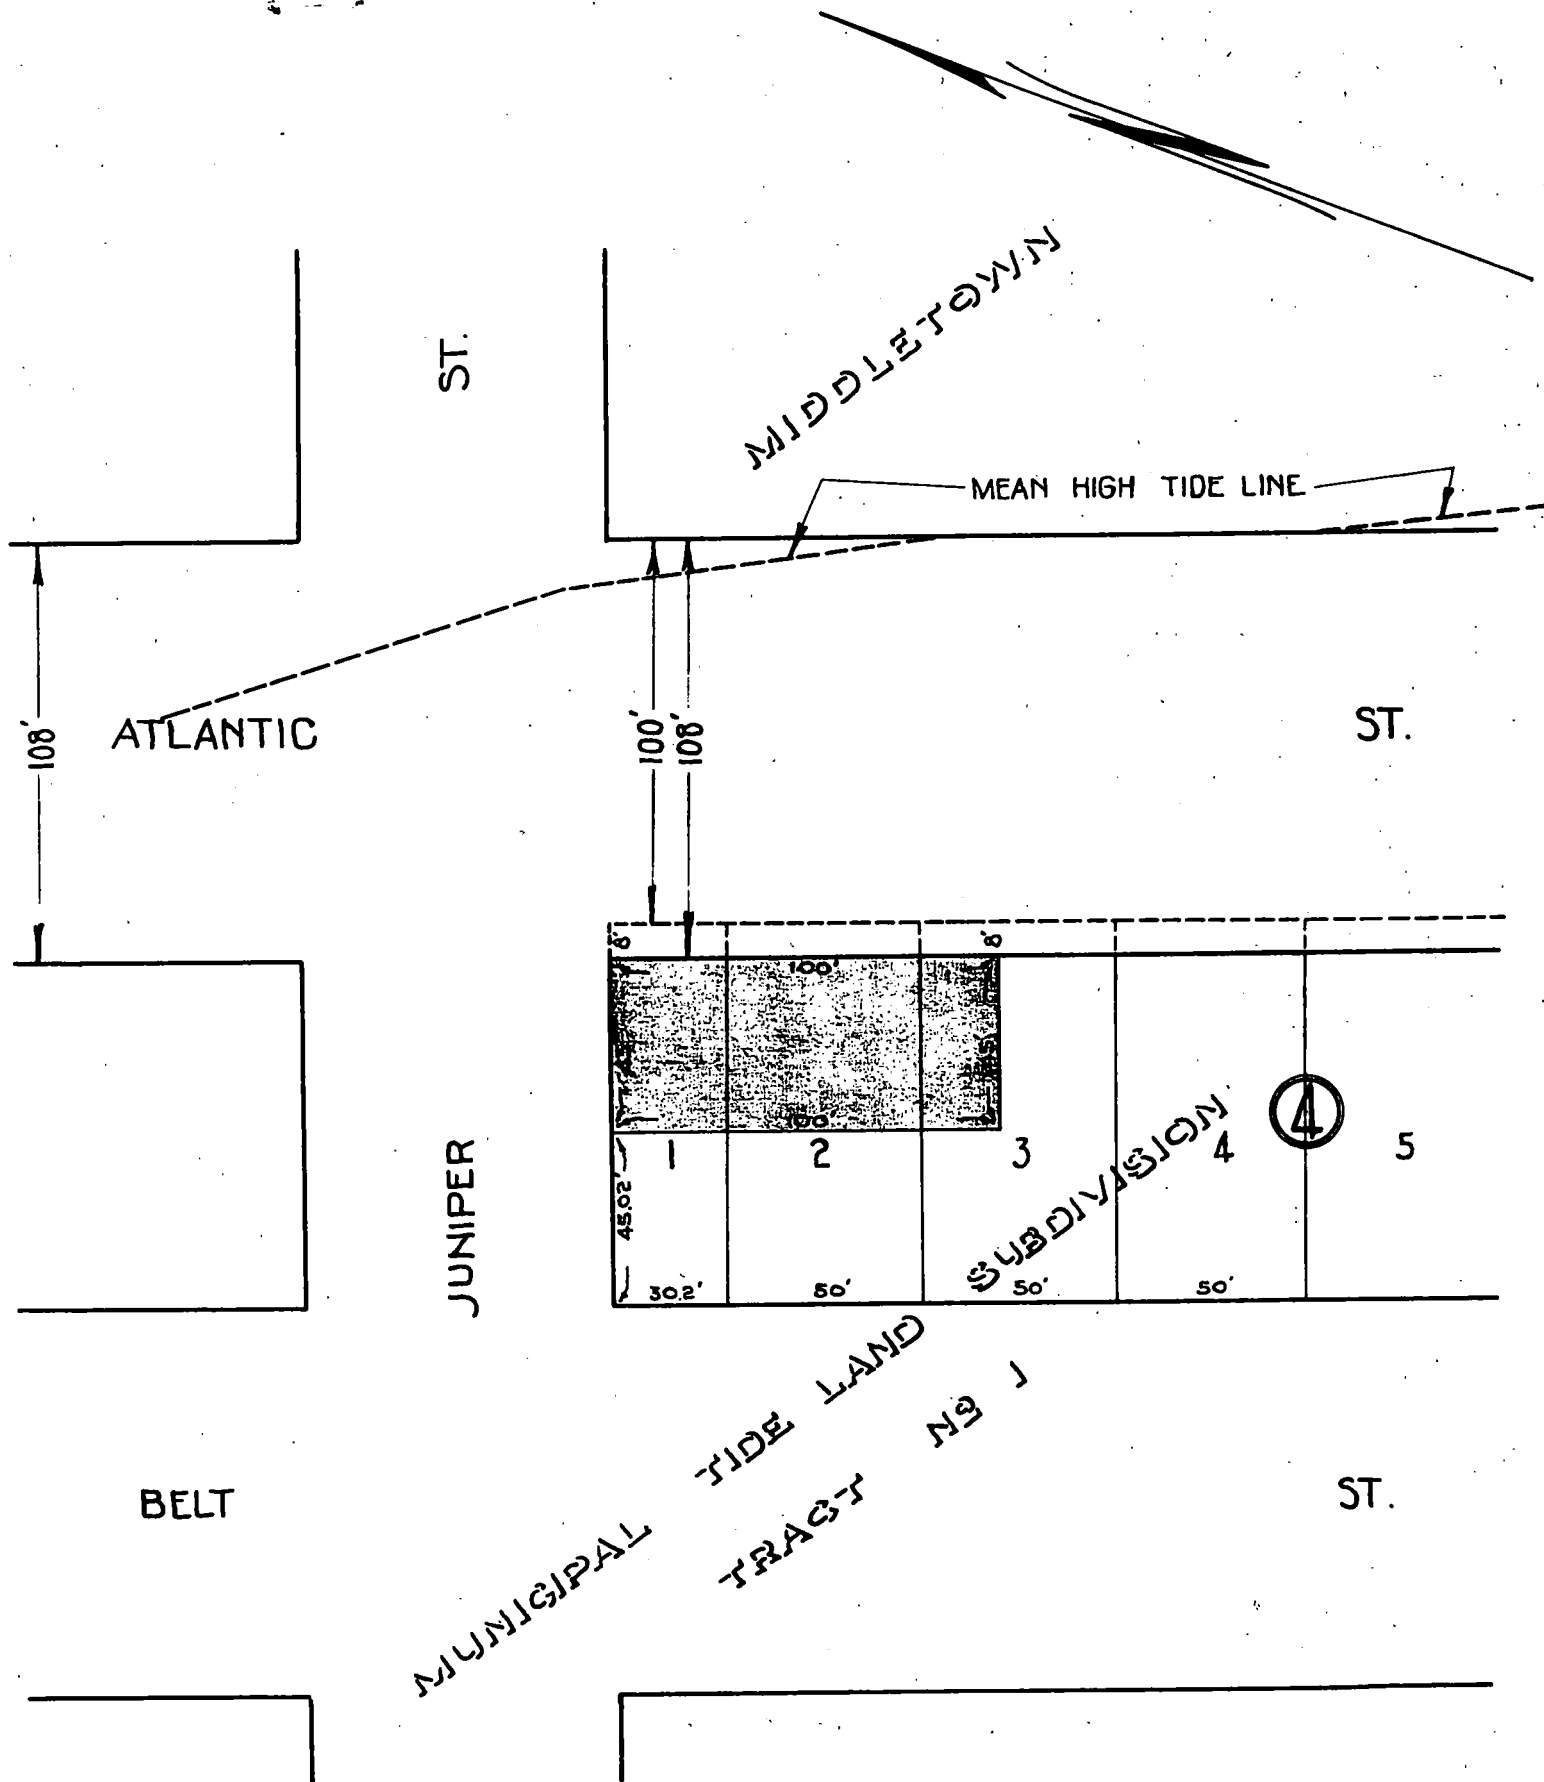 ST.
MIDDLETOWN
MEAN HIGH TIDE LINE
108'
ATLANTIC
100'
108'
ST.
8'
8'
100'
45'
100'
1
2
3
4
4
5
45.02'
JUNIPER
30.2'
50'
50'
50'
MUNICIPAL TIDE LAND SUBDIVISION
TRACT Nº 1
BELT
ST.